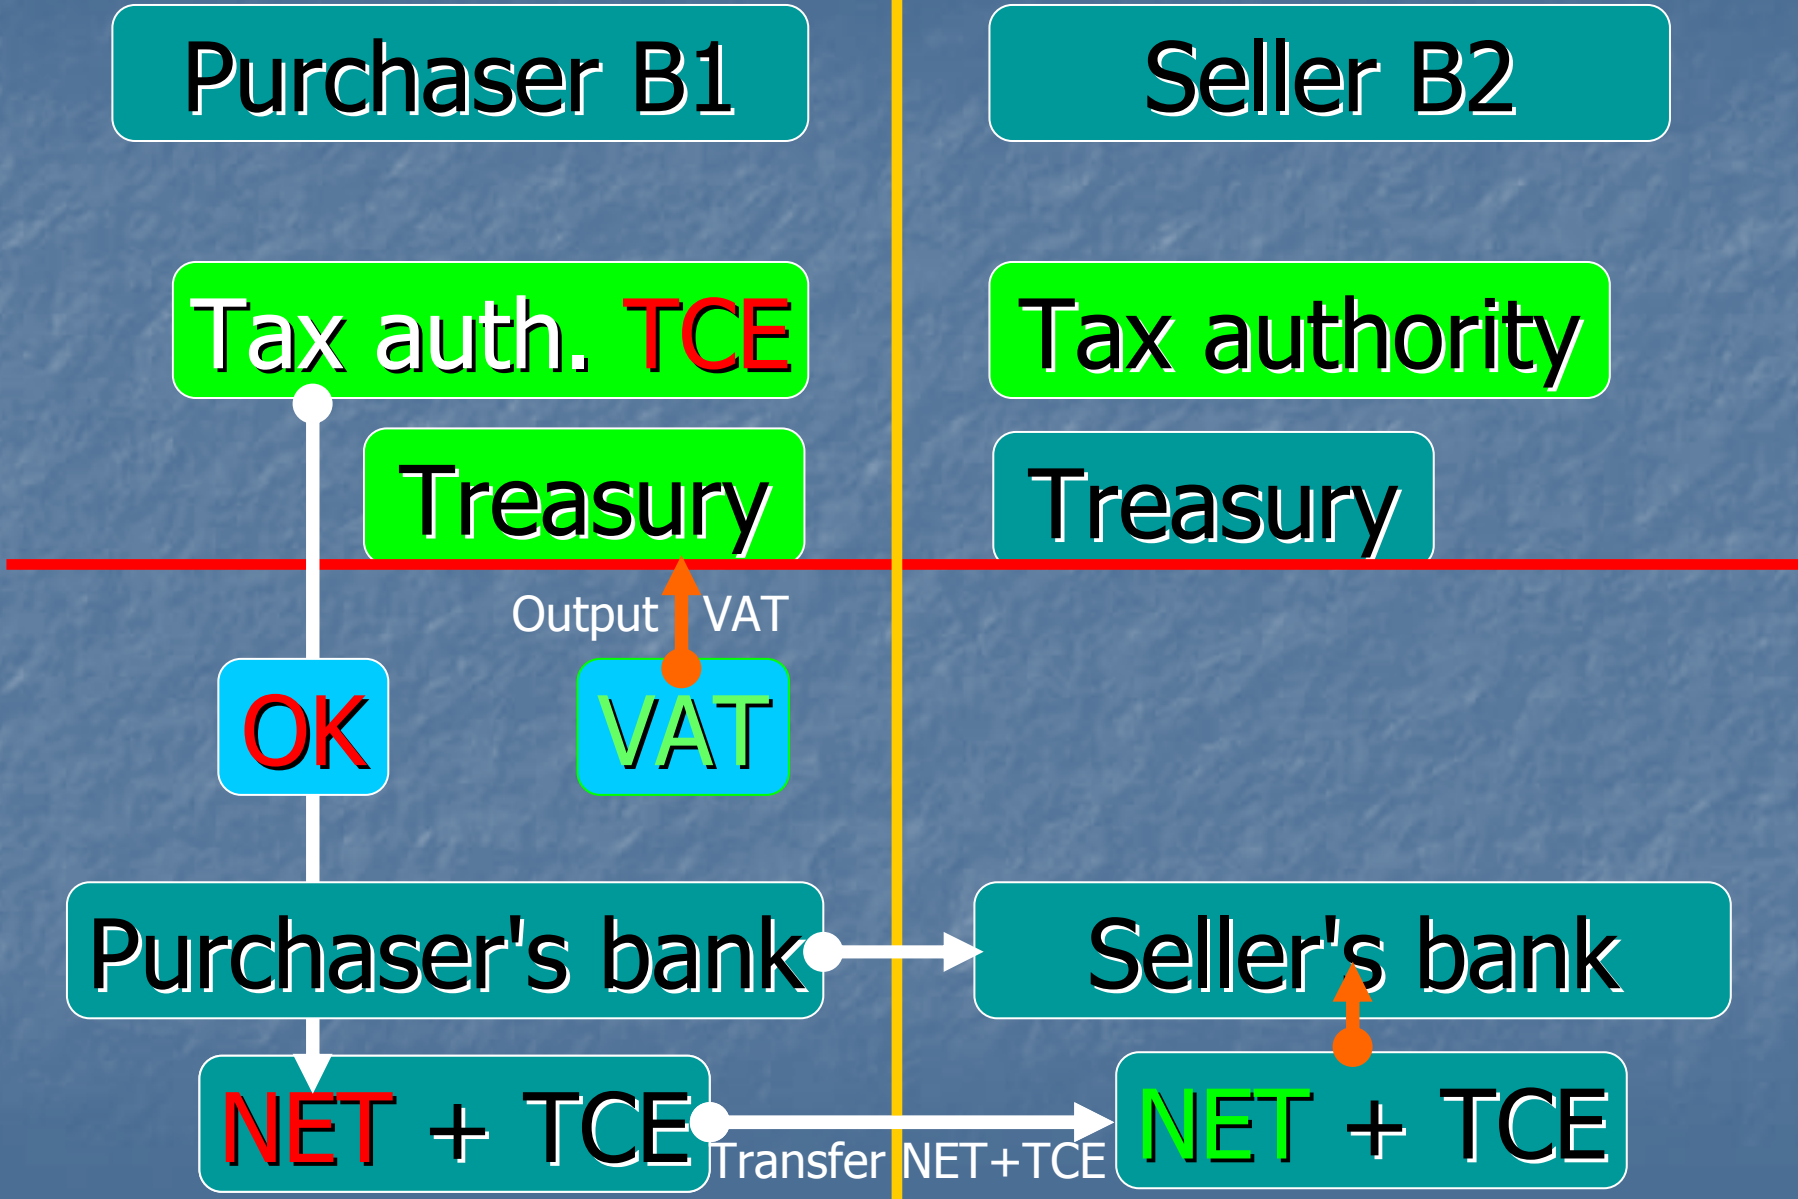 Purchaser B1
Seller B2
Tax auth. TCE
Tax authority
Treasury
Treasury
Output VAT
OK
VAT
Purchaser's bank
Seller's bank
NET + TCE
Transfer NET+TCE
NET + TCE